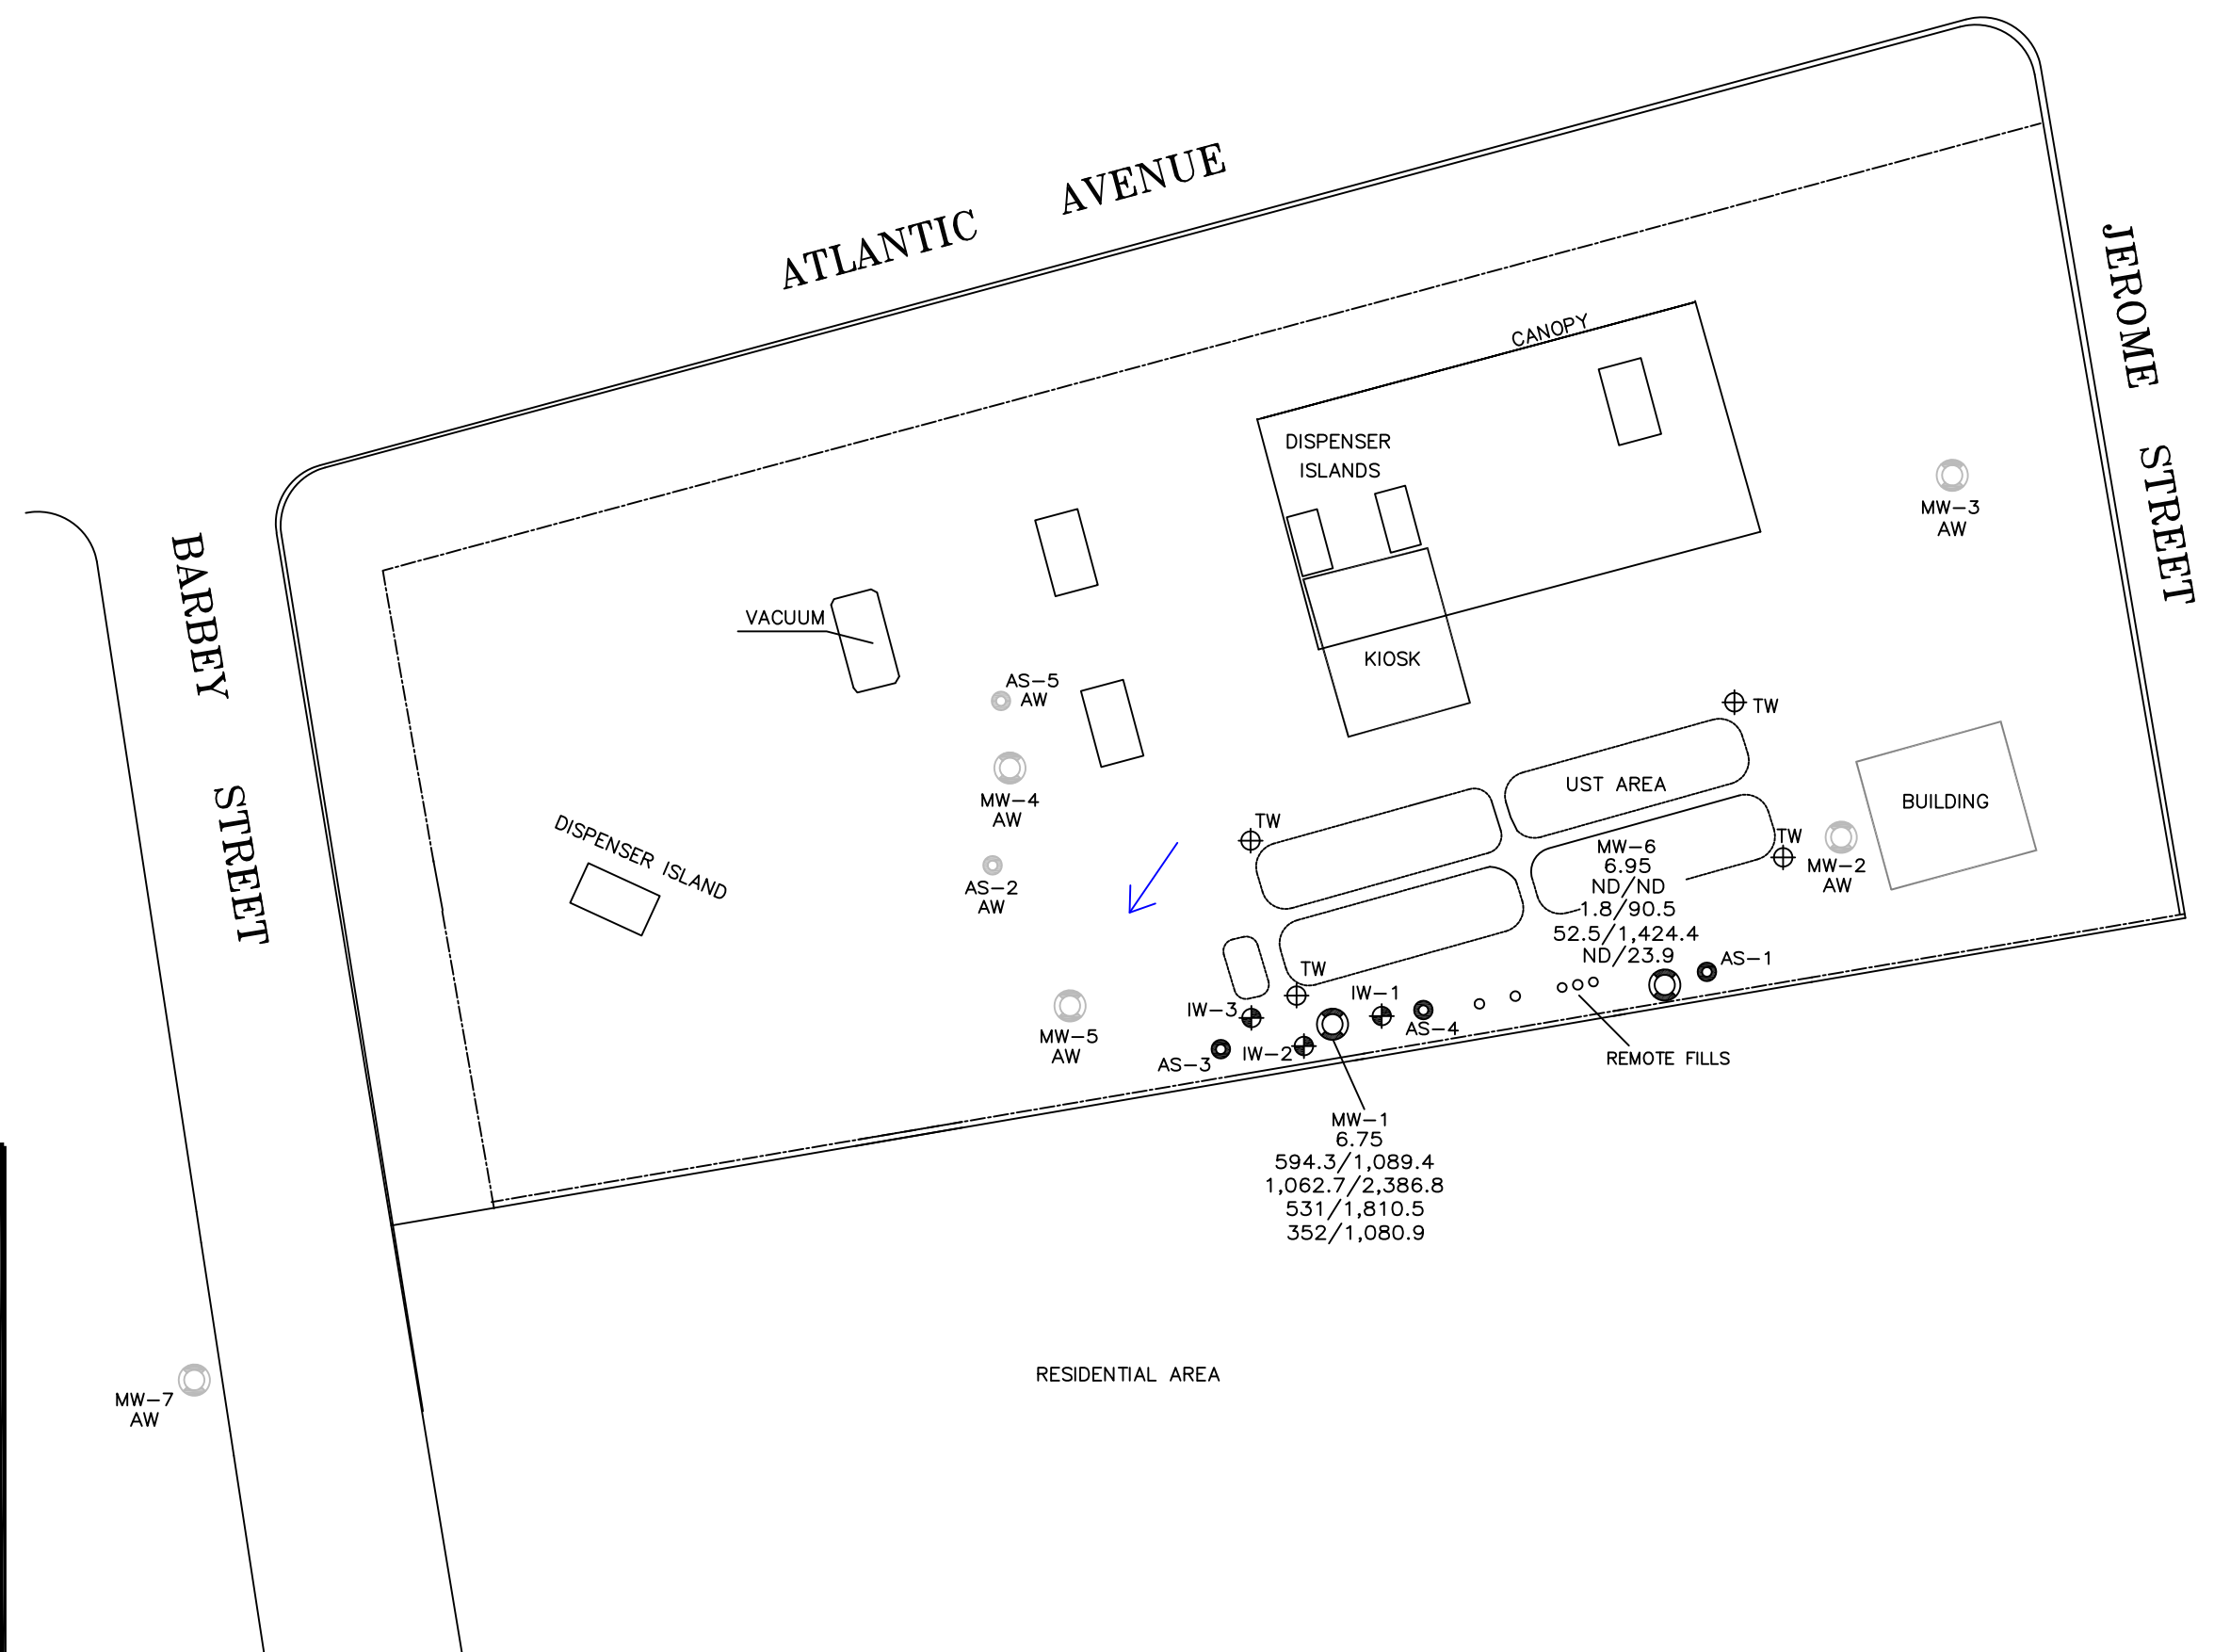 ATLANTIC AVENUE
JEROME STREET
BARBEY STREET
CANOPY
DISPENSER
ISLANDS
MW-3
AW
VACUUM
KIOSK
AS-5
AW
TW
UST AREA
BUILDING
MW-4
AW
TW
TW
MW-2
AW
DISPENSER ISLAND
AS-2
AW
MW-6
6.95
ND/ND
1.8/90.5
52.5/1,424.4
ND/23.9
AS-1
TW
IW-1
IW-3
AS-4
MW-5
AW
AS-3
IW-2
REMOTE FILLS
MW-1
6.75
594.3/1,089.4
1,062.7/2,386.8
531/1,810.5
352/1,080.9
RESIDENTIAL AREA
MW-7
AW